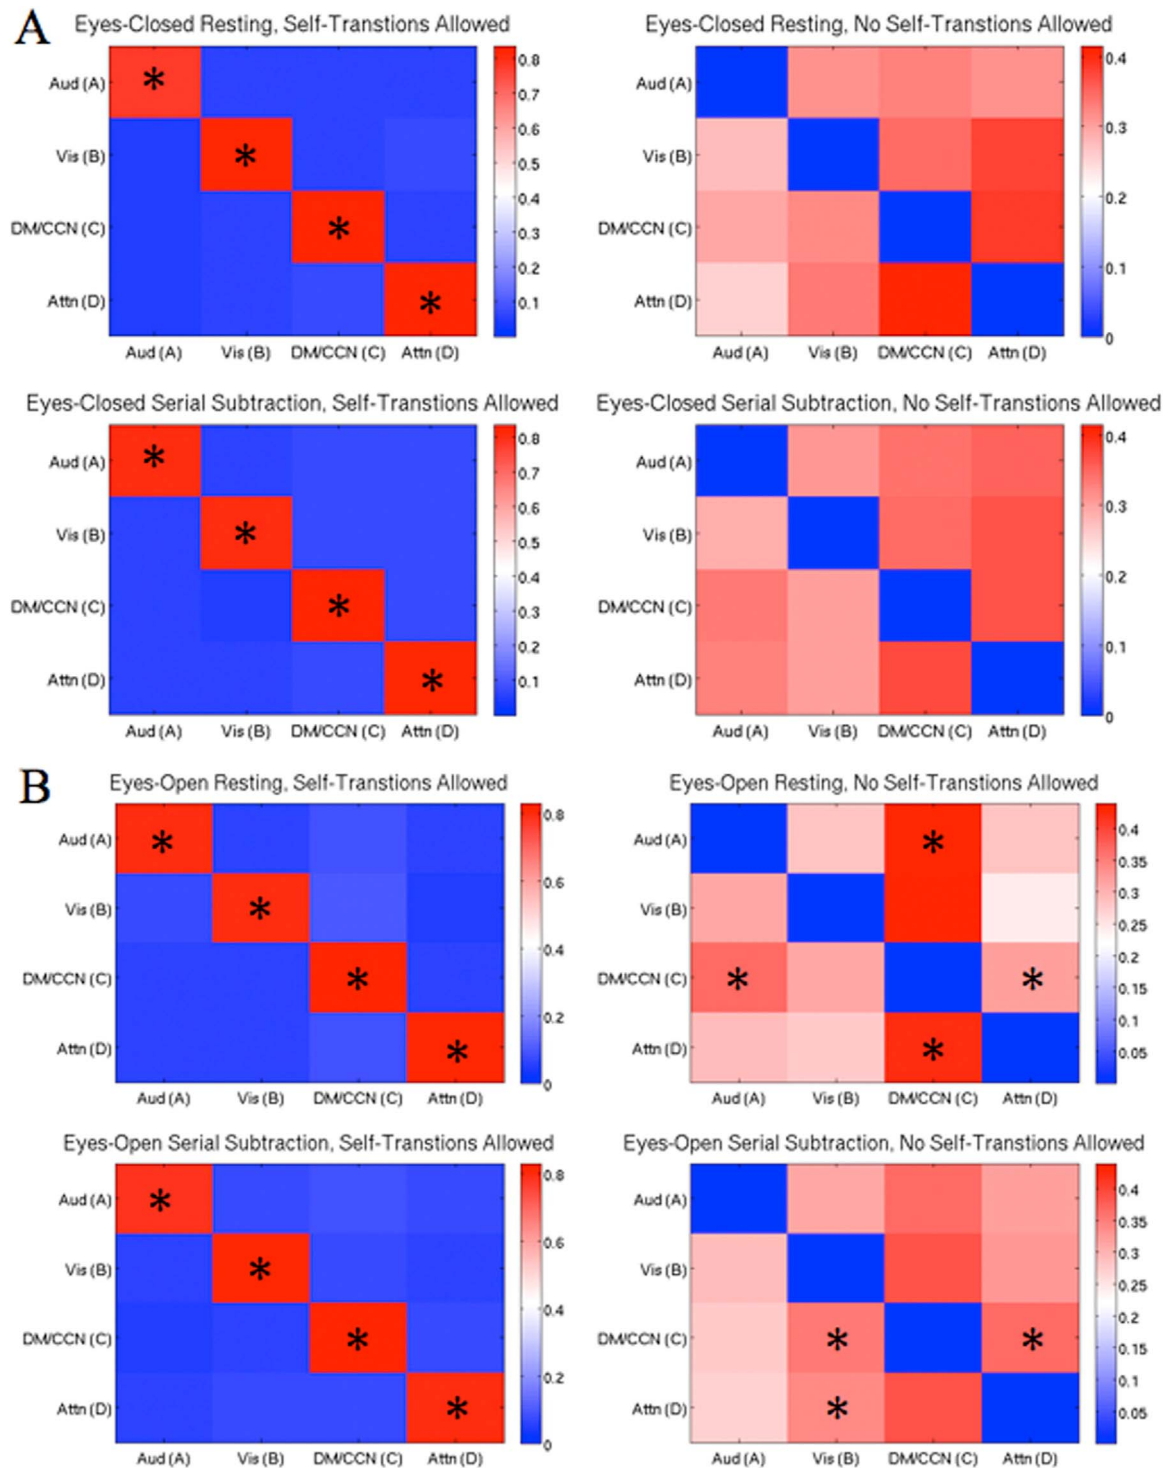 A
Eyes-Closed Resting, Self-Transtions Allowed
Aud (A)
Vis (B)
DM/CCN (C)
Attn (D)
* * * *
Aud (A) Vis (B) DM/CCN (C) Attn (D)
0.8
0.7
0.6
0.5
0.4
0.3
0.2
0.1
Eyes-Closed Resting, No Self-Transtions Allowed
Aud (A)
Vis (B)
DM/CCN (C)
Attn (D)
Aud (A) Vis (B) DM/CCN (C) Attn (D)
0.4
0.3
0.2
0.1
0
Eyes-Closed Serial Subtraction, Self-Transtions Allowed
Aud (A)
Vis (B)
DM/CCN (C)
Attn (D)
* * * *
Aud (A) Vis (B) DM/CCN (C) Attn (D)
0.8
0.7
0.6
0.5
0.4
0.3
0.2
0.1
Eyes-Closed Serial Subtraction, No Self-Transtions Allowed
Aud (A)
Vis (B)
DM/CCN (C)
Attn (D)
Aud (A) Vis (B) DM/CCN (C) Attn (D)
0.4
0.3
0.2
0.1
0
B
Eyes-Open Resting, Self-Transtions Allowed
Aud (A)
Vis (B)
DM/CCN (C)
Attn (D)
* * * *
Aud (A) Vis (B) DM/CCN (C) Attn (D)
0.8
0.6
0.4
0.2
0
Eyes-Open Resting, No Self-Transtions Allowed
Aud (A) *
Vis (B)
DM/CCN (C) * *
Attn (D) *
Aud (A) Vis (B) DM/CCN (C) Attn (D)
0.4
0.35
0.3
0.25
0.2
0.15
0.1
0.05
Eyes-Open Serial Subtraction, Self-Transtions Allowed
Aud (A)
Vis (B)
DM/CCN (C)
Attn (D)
* * * *
Aud (A) Vis (B) DM/CCN (C) Attn (D)
0.8
0.6
0.4
0.2
0
Eyes-Open Serial Subtraction, No Self-Transtions Allowed
Aud (A)
Vis (B)
DM/CCN (C) * *
Attn (D) *
Aud (A) Vis (B) DM/CCN (C) Attn (D)
0.4
0.35
0.3
0.25
0.2
0.15
0.1
0.05